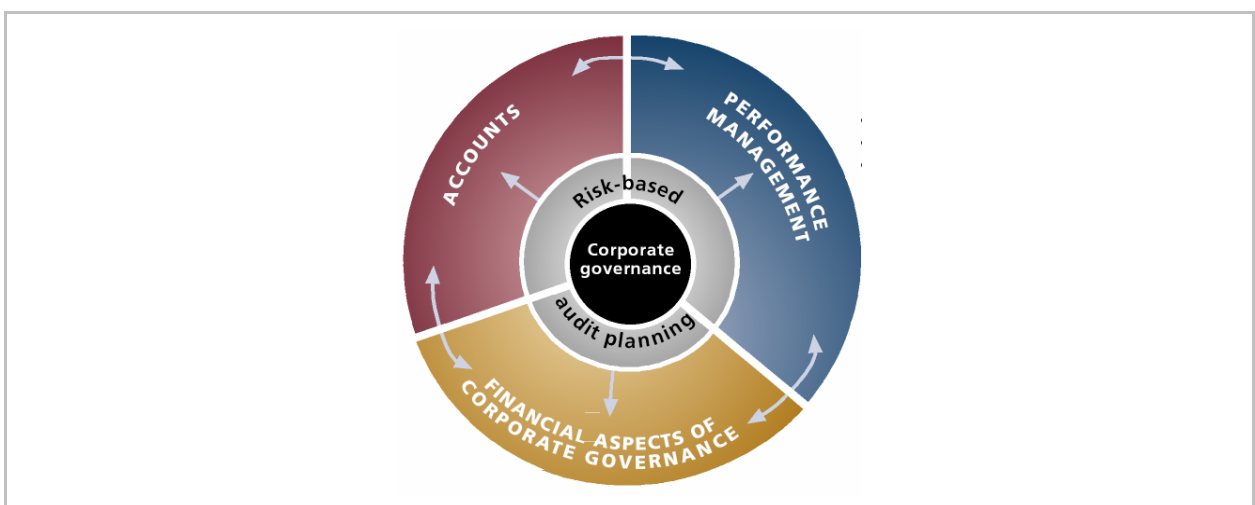 ACCOUNTS
PERFORMANCE
MANAGEMENT
Risk-based
Corporate
governance
audit planning
FINANCIAL ASPECTS OF
CORPORATE GOVERNANCE